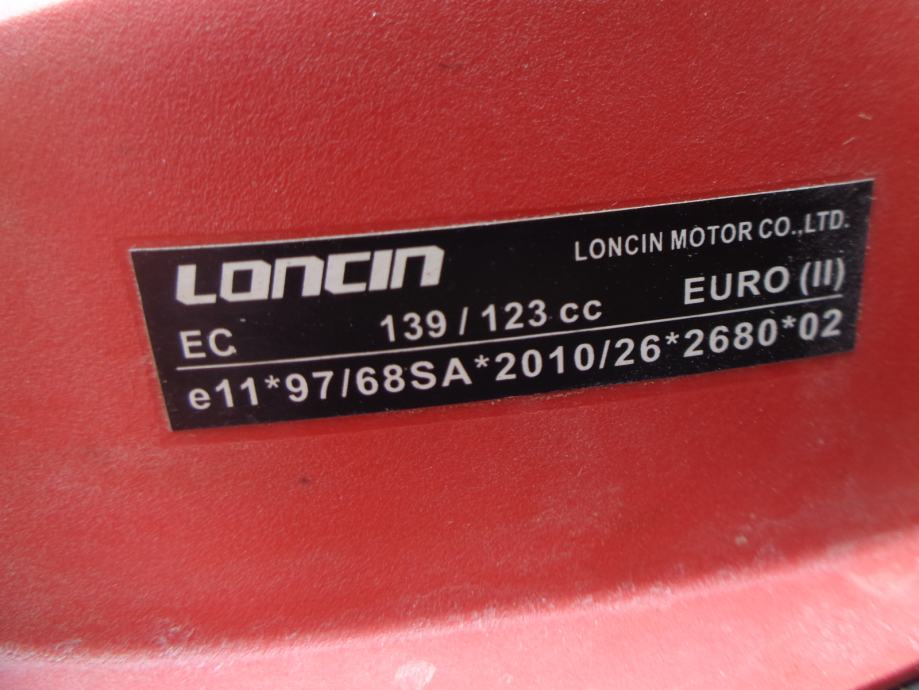 LONCIN LONCIN MOTOR CO.,LTD.
EC 139 / 123 cc EURO (II)
e11*97/68SA*2010/26*2680*02